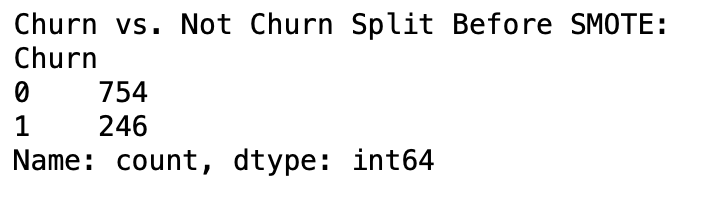 Churn vs. Not Churn Split Before SMOTE:
Churn
0    754
1    246
Name: count, dtype: int64